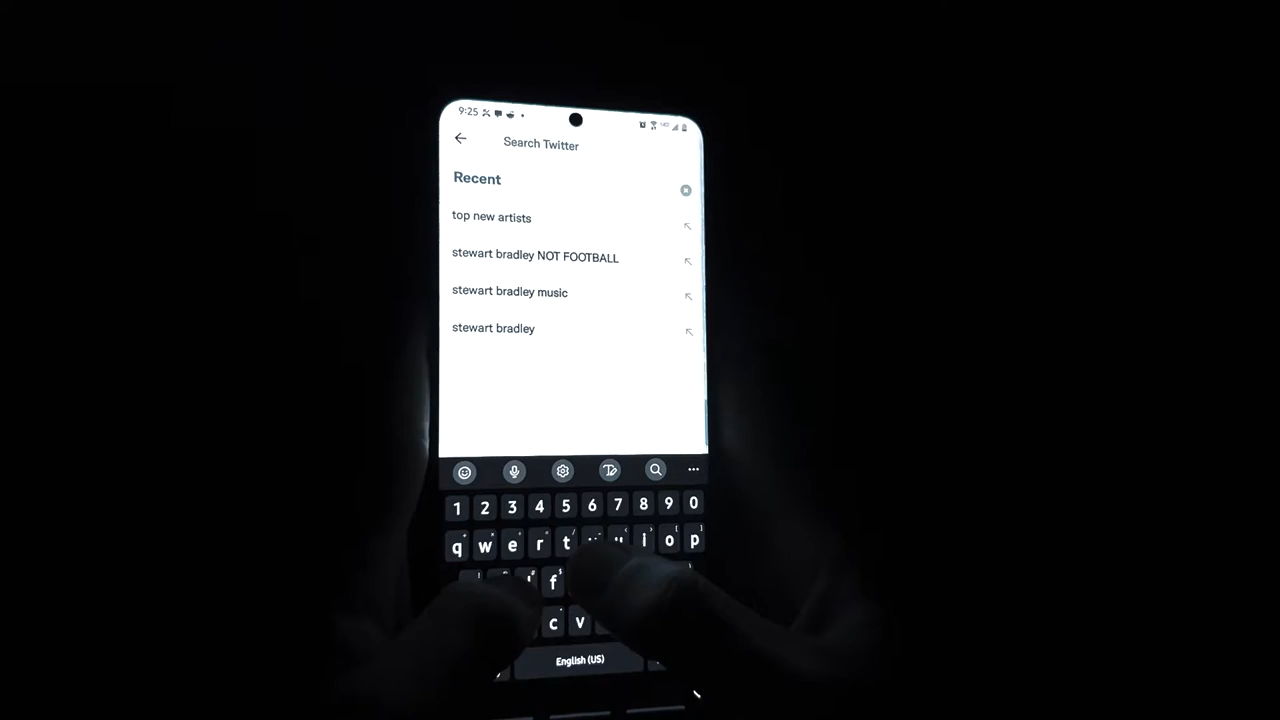 9:25
Search Twitter
Recent
top new artists
stewart bradley NOT FOOTBALL
stewart bradley music
stewart bradley
1 2 3 4 5 6 7 8 9 0
q w e r t u i o p
f
c v
English (US)